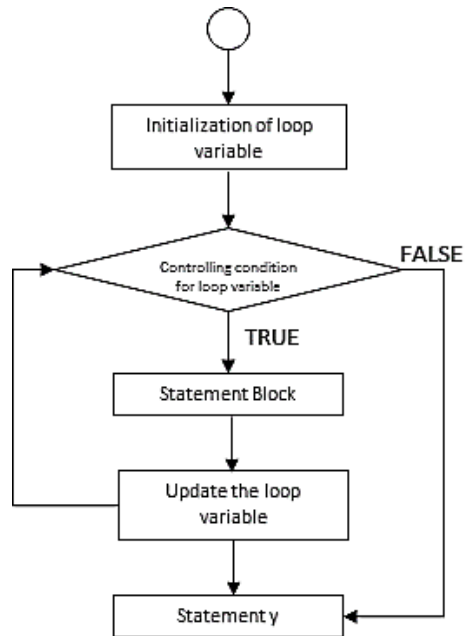 Initialization of loop
variable
FALSE
Controlling condition
for loop variable
TRUE
Statement Block
Update the loop
variable
Statement y